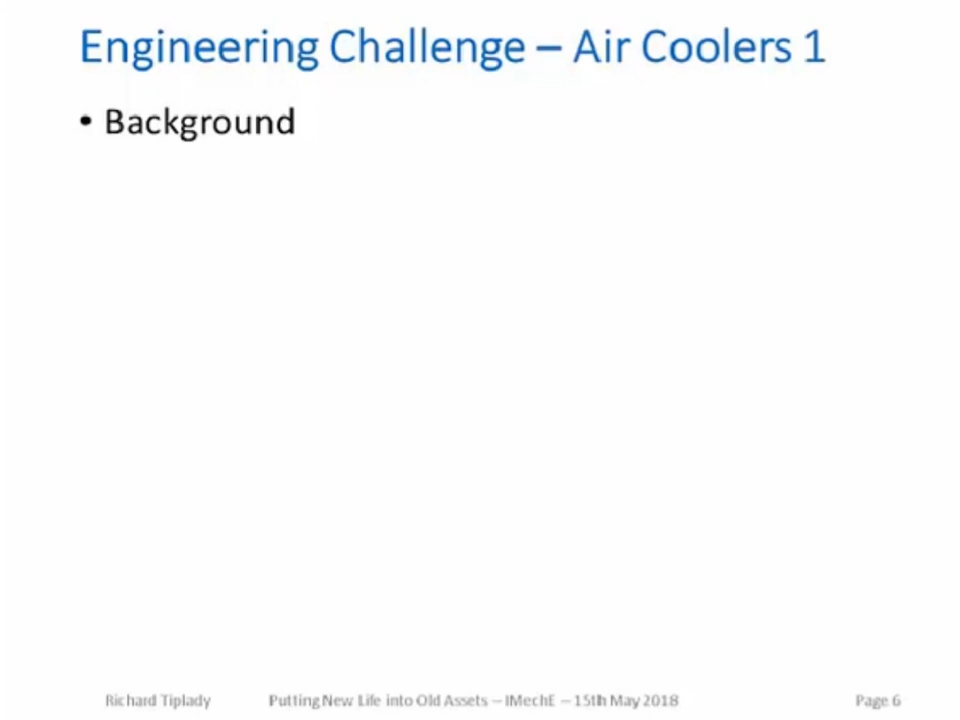 Engineering Challenge – Air Coolers 1
• Background
Richard Tiplady Putting New Life into Old Assets – IMechE – 15th May 2018 Page 6